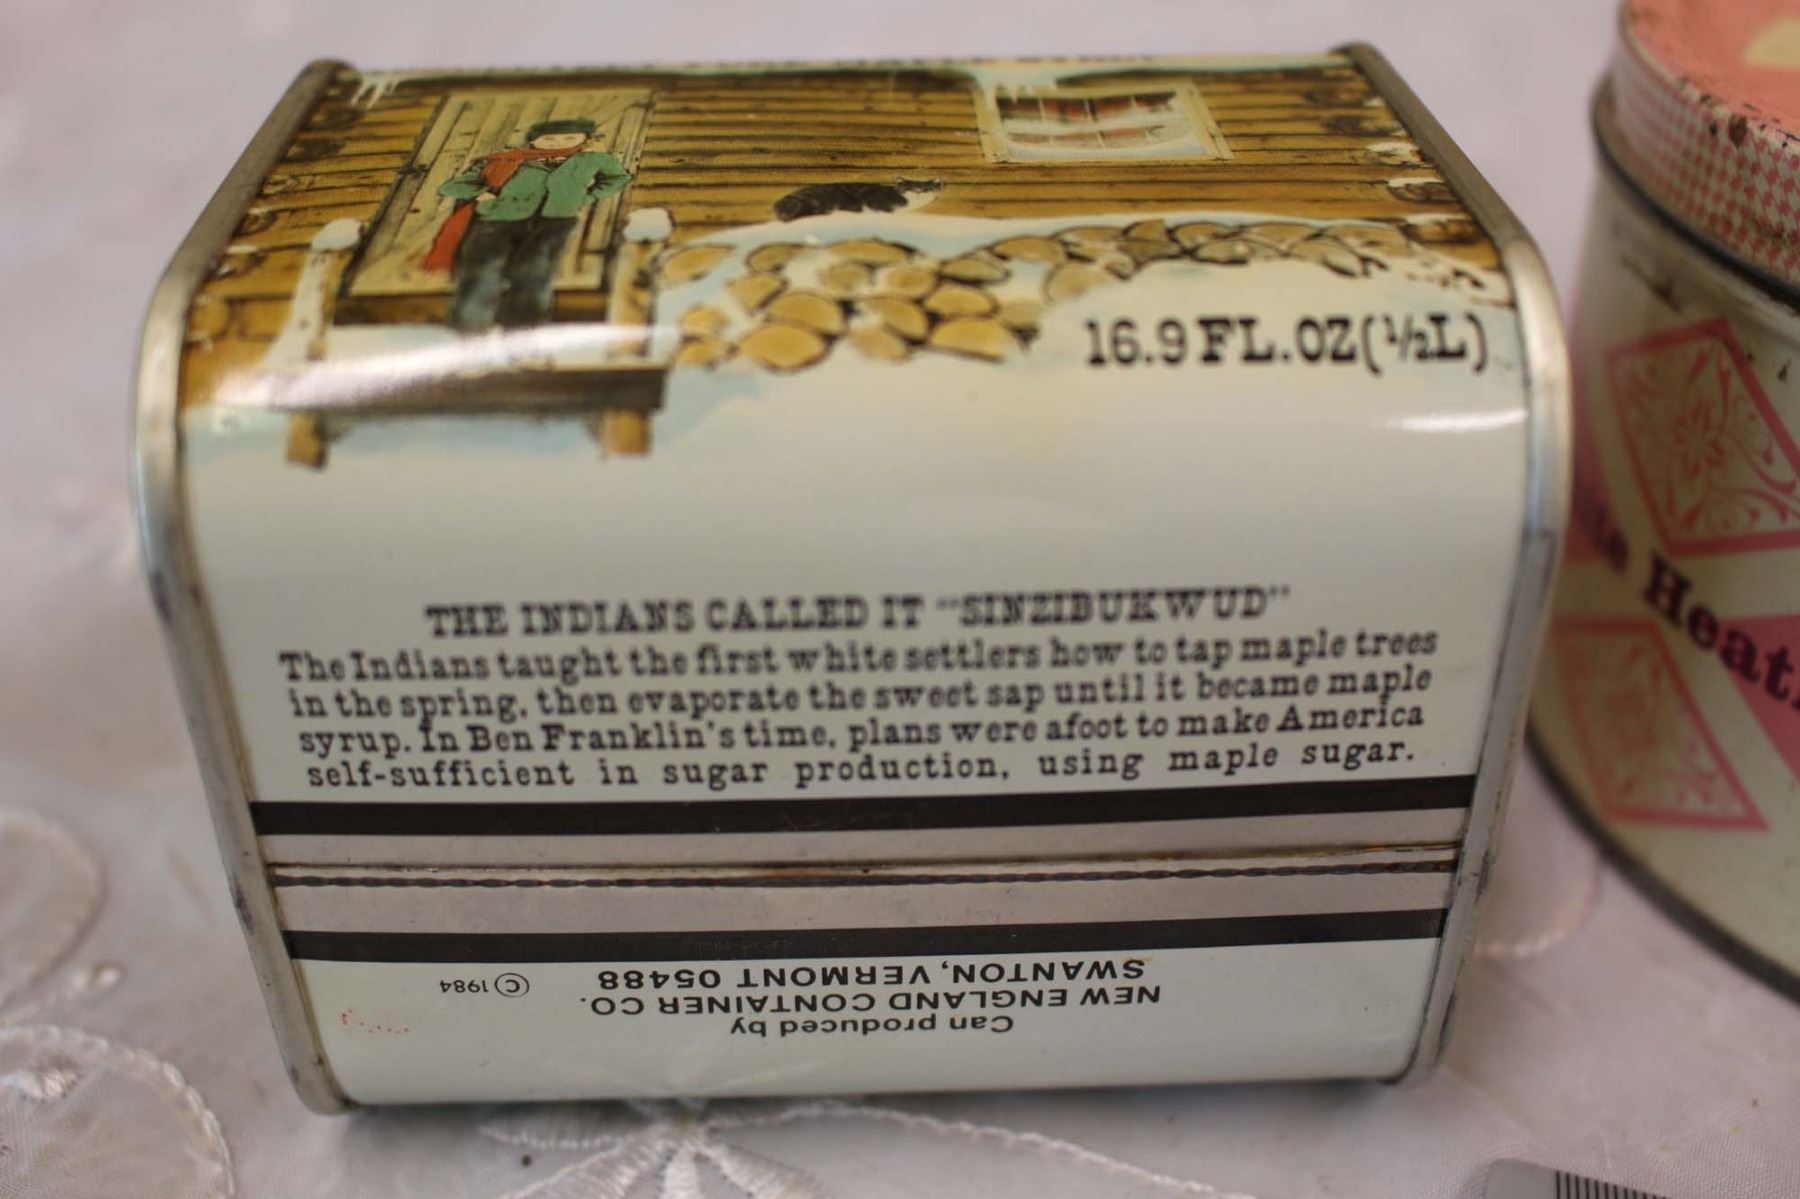 16.9 FL.OZ(½L)
THE INDIANS CALLED IT "SINZIBUKWUD"
The Indians taught the first white settlers how to tap maple trees
in the spring, then evaporate the sweet sap until it became maple
syrup. In Ben Franklin's time, plans were afoot to make America
self-sufficient in sugar production, using maple sugar.
Can produced by
NEW ENGLAND CONTAINER CO.
SWANTON, VERMONT 05488
© 1984